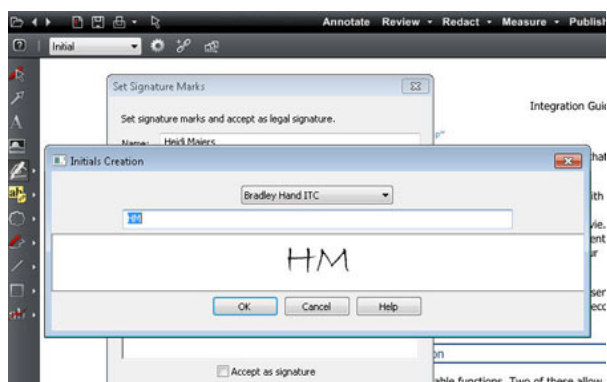 Annotate Review Redact Measure Publish
Initial
Set Signature Marks
Set signature marks and accept as legal signature.
Integration Gui
Name: Heidi Maiers
Initials Creation
Bradley Hand ITC
HM
HM
OK Cancel Help
Accept as signature
on
able functions. Two of these allow